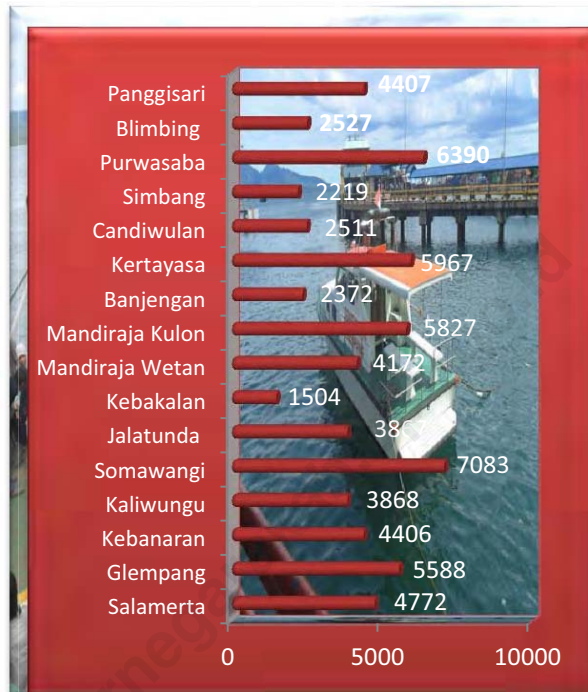 Panggisari 4407
Blimbing 2527
Purwasaba 6390
Simbang 2219
Candiwulan 2511
Kertayasa 5967
Banjengan 2372
Mandiraja Kulon 5827
Mandiraja Wetan 4172
Kebakalan 1504
Jalatunda
Somawangi 7083
Kaliwungu 3868
Kebanaran 4406
Glempang 5588
Salamerta 4772
0 5000 10000